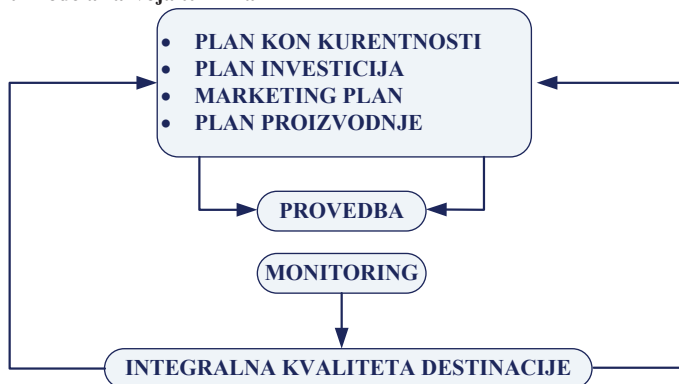 • PLAN KON KURENTNOSTI
• PLAN INVESTICIJA
• MARKETING PLAN
• PLAN PROIZVODNJE
PROVEDBA
MONITORING
INTEGRALNA KVALITETA DESTINACIJE